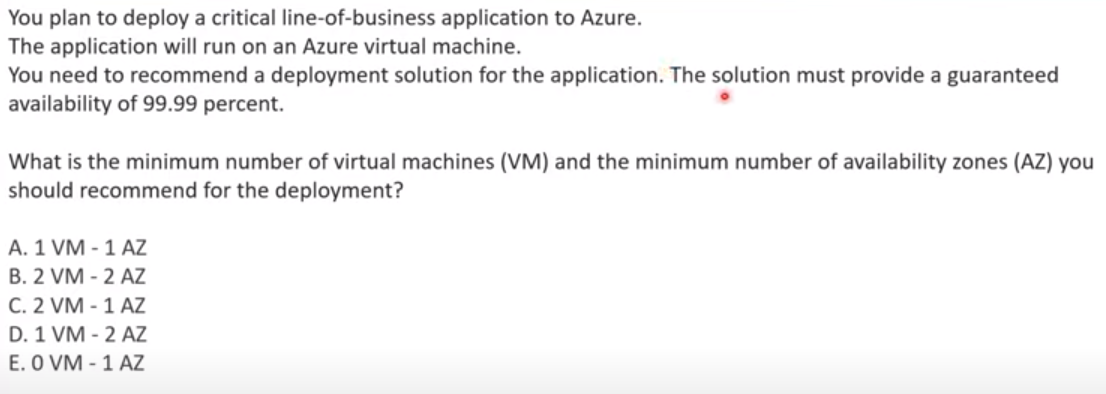 You plan to deploy a critical line-of-business application to Azure.
The application will run on an Azure virtual machine.
You need to recommend a deployment solution for the application. The solution must provide a guaranteed
availability of 99.99 percent.
What is the minimum number of virtual machines (VM) and the minimum number of availability zones (AZ) you
should recommend for the deployment?
A. 1 VM - 1 AZ
B. 2 VM - 2 AZ
C. 2 VM - 1 AZ
D. 1 VM - 2 AZ
E. 0 VM - 1 AZ